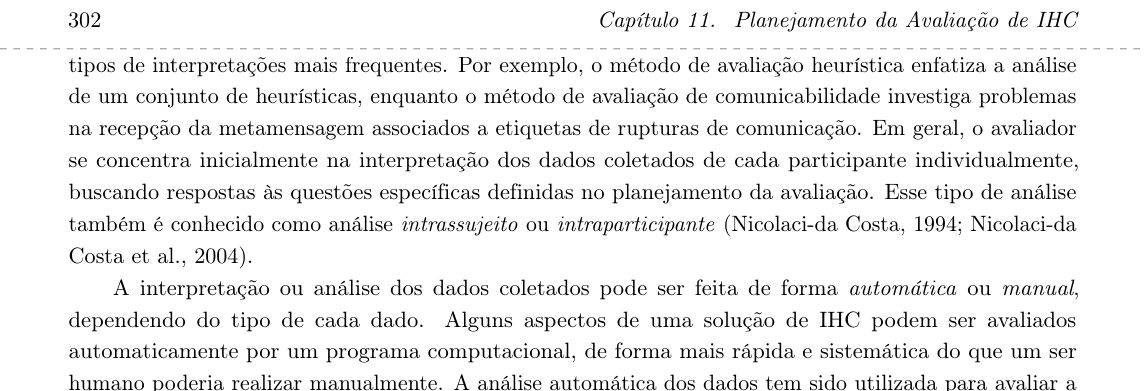 302 Capítulo 11. Planejamento da Avaliação de IHC
tipos de interpretações mais frequentes. Por exemplo, o método de avaliação heurística enfatiza a análise
de um conjunto de heurísticas, enquanto o método de avaliação de comunicabilidade investiga problemas
na recepção da metamensagem associados a etiquetas de rupturas de comunicação. Em geral, o avaliador
se concentra inicialmente na interpretação dos dados coletados de cada participante individualmente,
buscando respostas às questões específicas definidas no planejamento da avaliação. Esse tipo de análise
também é conhecido como análise intrassujeito ou intraparticipante (Nicolaci-da Costa, 1994; Nicolaci-da
Costa et al., 2004).
A interpretação ou análise dos dados coletados pode ser feita de forma automática ou manual,
dependendo do tipo de cada dado. Alguns aspectos de uma solução de IHC podem ser avaliados
automaticamente por um programa computacional, de forma mais rápida e sistemática do que um ser
humano poderia realizar manualmente. A análise automática dos dados tem sido utilizada para avaliar a